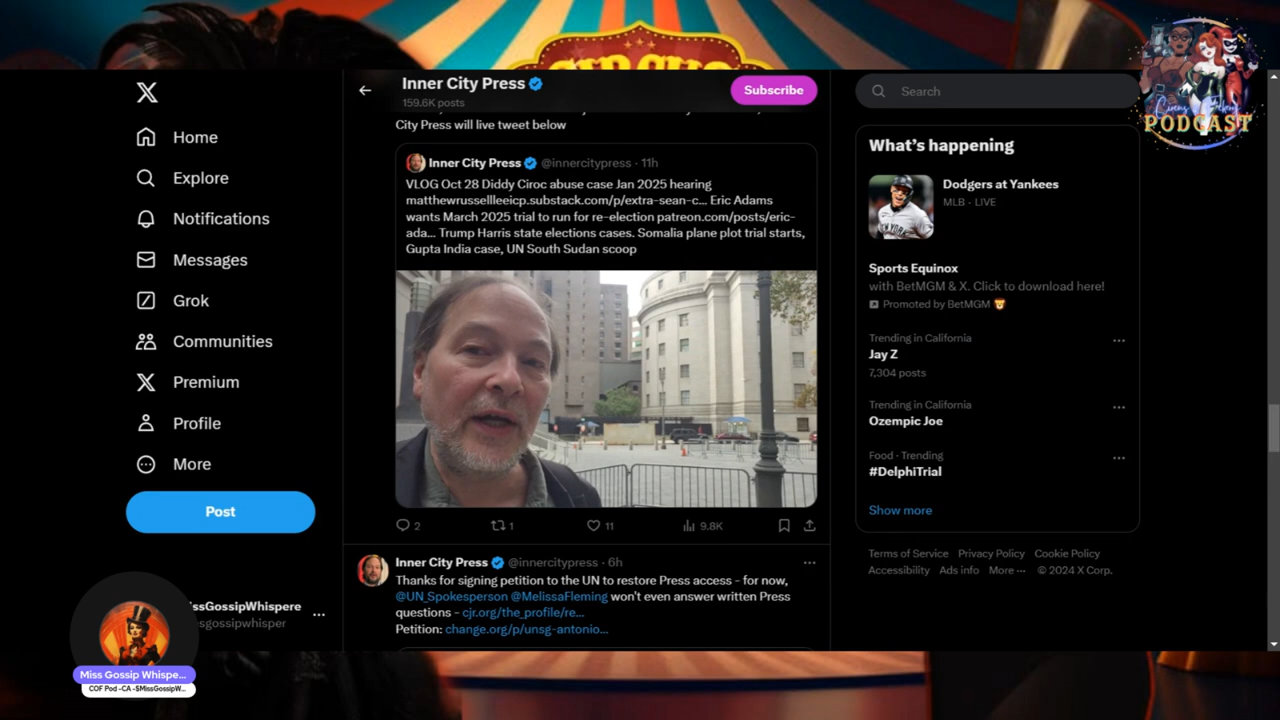 Circus
PODCAST
Home
Explore
Notifications
Messages
Grok
Communities
Premium
Profile
More
Post
ssGossipWhispere
sgossipwhisper
Miss Gossip Whispe...
COF Pod -CA -$MissGossipW...
Inner City Press
159.6K posts
Subscribe
City Press will live tweet below
Inner City Press @innercitypress · 11h
VLOG Oct 28 Diddy Ciroc abuse case Jan 2025 hearing
matthewrussellleeicp.substack.com/p/extra-sean-c... Eric Adams
wants March 2025 trial to run for re-election patreon.com/posts/eric-
ada... Trump Harris state elections cases. Somalia plane plot trial starts,
Gupta India case, UN South Sudan scoop
2 1 11 9.8K
Inner City Press @innercitypress · 6h
Thanks for signing petition to the UN to restore Press access - for now,
@UN_Spokesperson @MelissaFleming won't even answer written Press
questions - cjr.org/the_profile/re...
Petition: change.org/p/unsg-antonio...
Search
What's happening
Dodgers at Yankees
MLB · LIVE
Sports Equinox
with BetMGM & X. Click to download here!
Promoted by BetMGM
Trending in California
Jay Z
7,304 posts
Trending in California
Ozempic Joe
Food · Trending
#DelphiTrial
Show more
Terms of Service Privacy Policy Cookie Policy
Accessibility Ads info More ··· © 2024 X Corp.